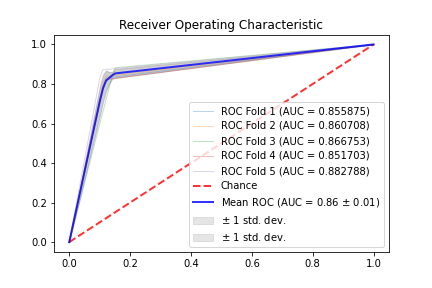 Receiver Operating Characteristic
1.0
0.8
0.6
0.4
0.2
0.0
ROC Fold 1 (AUC = 0.855875)
ROC Fold 2 (AUC = 0.860708)
ROC Fold 3 (AUC = 0.866753)
ROC Fold 4 (AUC = 0.851703)
ROC Fold 5 (AUC = 0.882788)
Chance
Mean ROC (AUC = 0.86 ± 0.01)
± 1 std. dev.
± 1 std. dev.
0.0 0.2 0.4 0.6 0.8 1.0